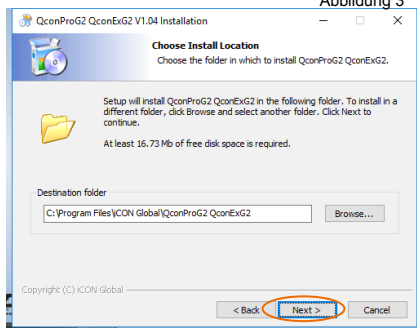 Abbildung 3
QconProG2 QconExG2 V1.04 Installation
Choose Install Location
Choose the folder in which to install QconProG2 QconExG2.
Setup will install QconProG2 QconExG2 in the following folder. To install in a
different folder, click Browse and select another folder. Click Next to
continue.
At least 16.73 Mb of free disk space is required.
Destination folder
C:\Program Files\iCON Global\QconProG2 QconExG2
Browse...
Copyright (C) iCON Global
< Back
Next >
Cancel